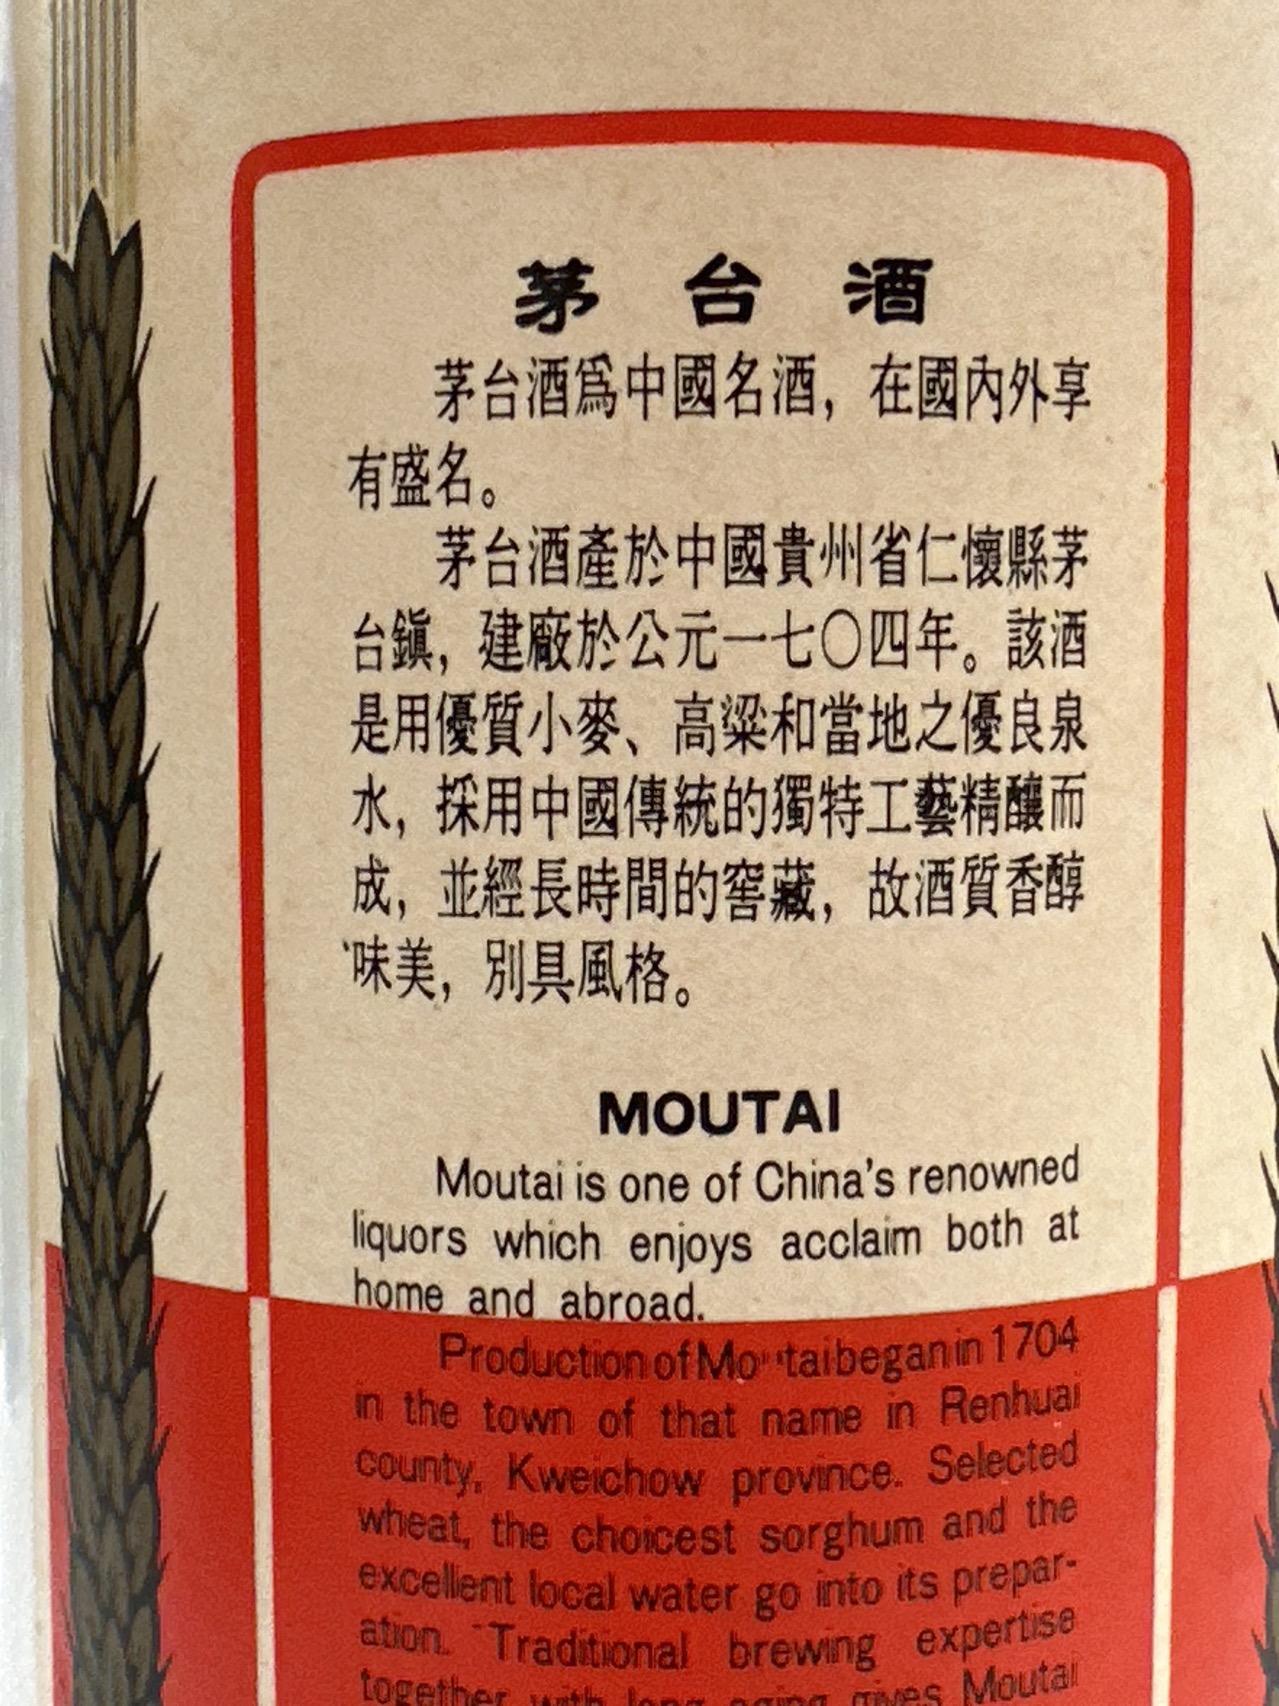 茅台酒
茅台酒爲中國名酒，在國內外享
有盛名。
茅台酒產於中國貴州省仁懷縣茅
台鎭，建廠於公元一七〇四年。該酒
是用優質小麥、高粱和當地之優良泉
水，採用中國傳統的獨特工藝精釀而
成，並經長時間的窖藏，故酒質香醇
味美，別具風格。
MOUTAI
Moutai is one of China's renowned
liquors which enjoys acclaim both at
home and abroad.
Production of Moutai began in 1704
in the town of that name in Renhuai
county, Kweichow province. Selected
wheat, the choicest sorghum and the
excellent local water go into its prepar-
ation. Traditional brewing expertise
together with long aging gives Moutai